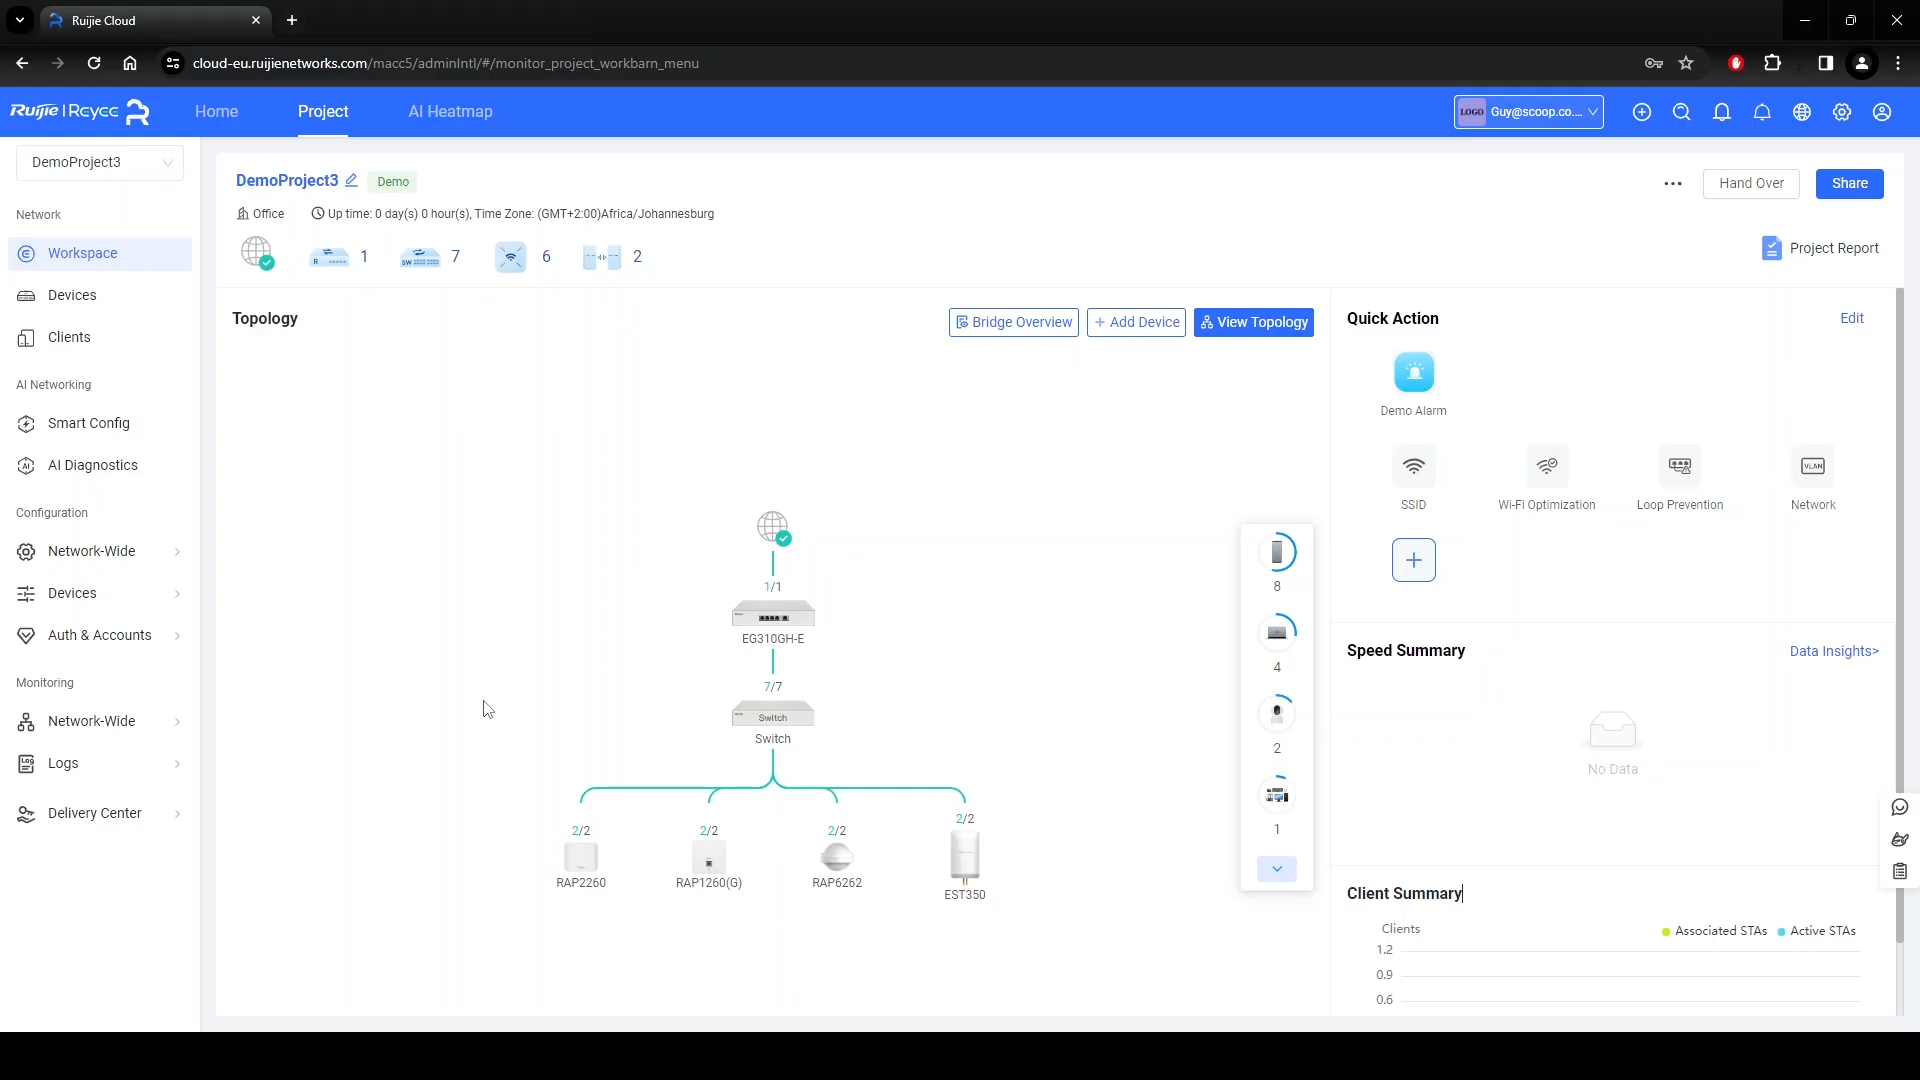 Ruijie Cloud
cloud-eu.ruijienetworks.com/macc5/adminIntl/#/monitor_project_workbarn_menu
Ruijie | Reyee
Home
Project
AI Heatmap
LOGO
Guy@scoop.co....
DemoProject3
Network
Workspace
Devices
Clients
AI Networking
Smart Config
AI Diagnostics
Configuration
Network-Wide
Devices
Auth & Accounts
Monitoring
Network-Wide
Logs
Delivery Center
DemoProject3
Demo
Hand Over
Share
Office
Up time: 0 day(s) 0 hour(s), Time Zone: (GMT+2:00)Africa/Johannesburg
R
1
SW
7
6
2
Project Report
Topology
Bridge Overview
+ Add Device
View Topology
1/1
EG310GH-E
7/7
Switch
Switch
2/2
RAP2260
2/2
RAP1260(G)
2/2
RAP6262
2/2
EST350
8
4
2
1
Quick Action
Edit
Demo Alarm
SSID
Wi-Fi Optimization
Loop Prevention
VLAN
Network
Speed Summary
Data Insights>
No Data
Client Summary
Clients
Associated STAs
Active STAs
1.2
0.9
0.6